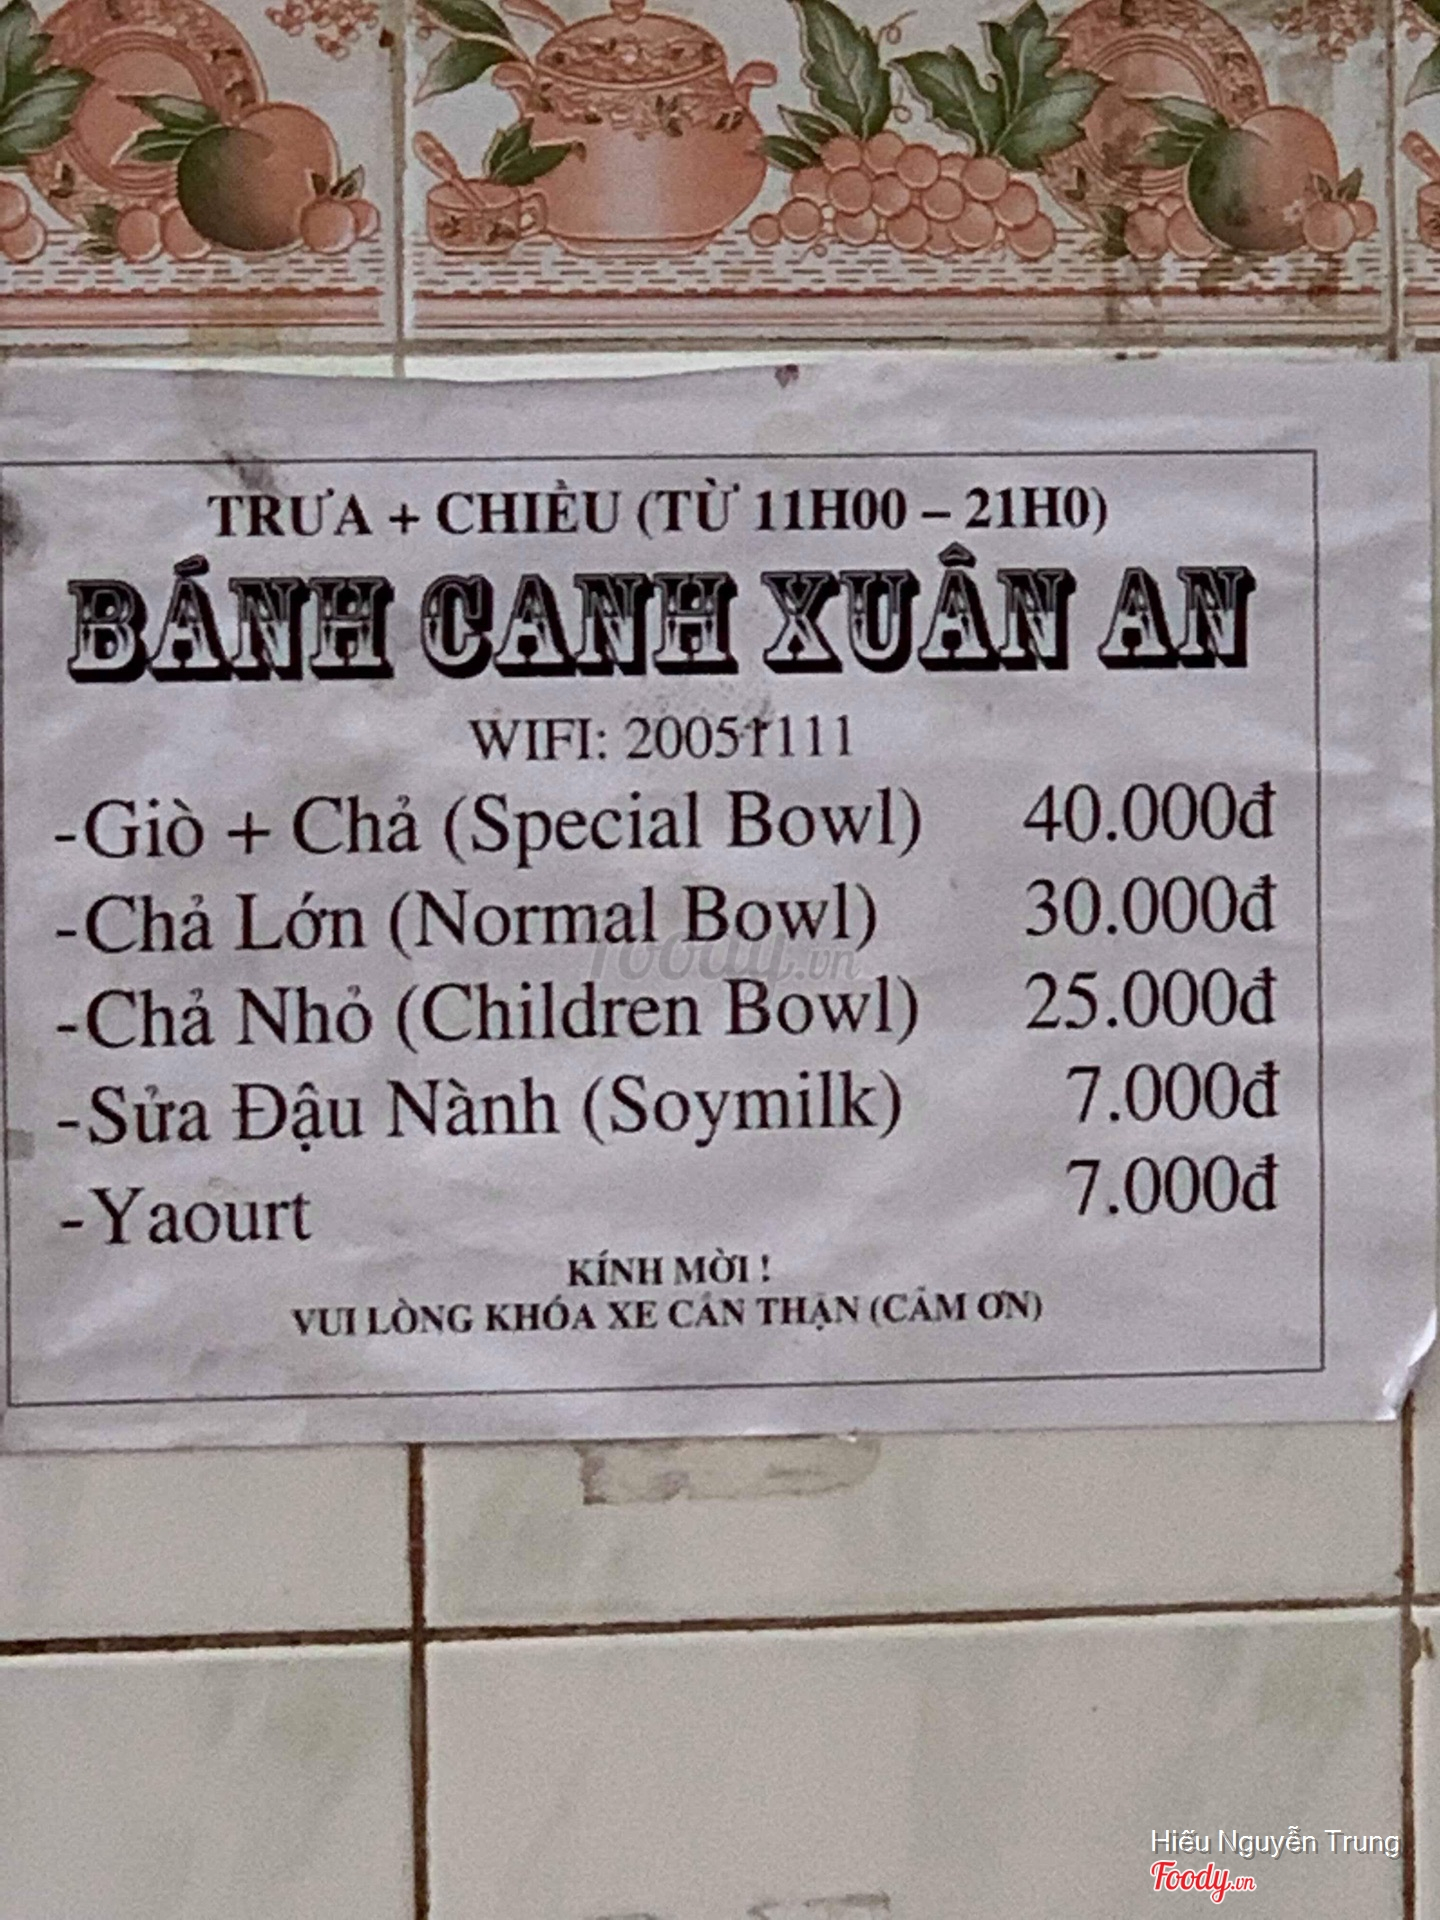 TRƯA + CHIỀU (TỪ 11H00 – 21H0)
BÁNH CANH XUÂN AN
WIFI: 20051111
-Giò + Chả (Special Bowl) 40.000đ
-Chả Lớn (Normal Bowl) 30.000đ
-Chả Nhỏ (Children Bowl) 25.000đ
-Sửa Đậu Nành (Soymilk) 7.000đ
-Yaourt 7.000đ
KÍNH MỜI !
VUI LÒNG KHÓA XE CẨN THẬN (CẢM ƠN)
foody.vn
Hiếu Nguyễn Trung
Foody.vn